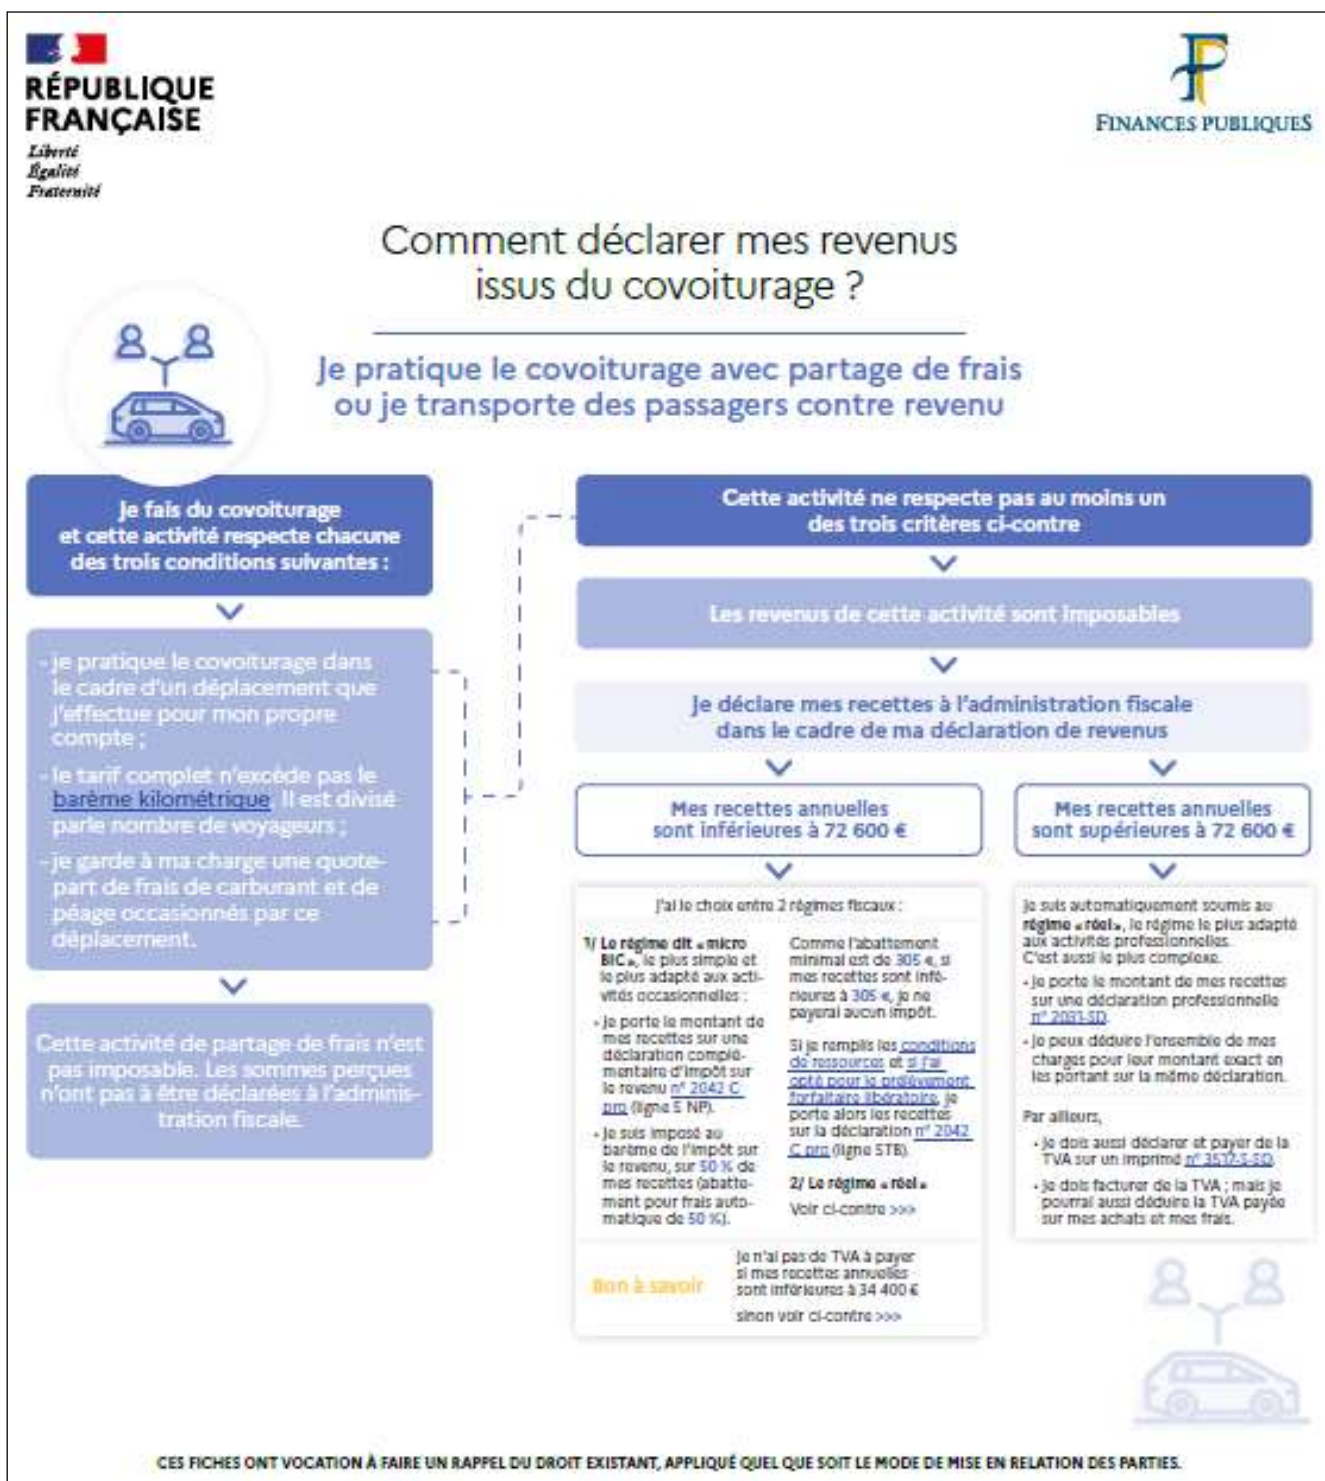 RÉPUBLIQUE
FRANÇAISE
Liberté
Égalité
Fraternité
FINANCES PUBLIQUES
Comment déclarer mes revenus
issus du covoiturage ?
Je pratique le covoiturage avec partage de frais
ou je transporte des passagers contre revenu
Je fais du covoiturage
et cette activité respecte chacune
des trois conditions suivantes :
- je pratique le covoiturage dans
le cadre d'un déplacement que
j'effectue pour mon propre
compte ;
- le tarif complet n'excède pas le
barème kilométrique. Il est divisé
par le nombre de voyageurs ;
- je garde à ma charge une quote-
part de frais de carburant et de
péage occasionnés par ce
déplacement.
Cette activité de partage de frais n'est
pas imposable. Les sommes perçues
n'ont pas à être déclarées à l'adminis-
tration fiscale.
Cette activité ne respecte pas au moins un
des trois critères ci-contre
Les revenus de cette activité sont imposables
Je déclare mes recettes à l'administration fiscale
dans le cadre de ma déclaration de revenus
Mes recettes annuelles
sont inférieures à 72 600 €
J'ai le choix entre 2 régimes fiscaux :
1/ Le régime dit « micro
BIC », le plus simple et
le plus adapté aux acti-
vités occasionnelles :
• Je porte le montant de
mes recettes sur une
déclaration complé-
mentaire d'impôt sur
le revenu n° 2042 C
pro (ligne 5 NP).
• Je suis imposé au
barème de l'impôt sur
le revenu, sur 50 % de
mes recettes (abatte-
ment pour frais auto-
matique de 50 %).
Comme l'abattement
minimal est de 305 €, si
mes recettes sont infé-
rieures à 305 €, je ne
payerai aucun impôt.
Si je remplis les conditions
de ressources et si j'ai
opté pour le prélèvement
forfaitaire libératoire, je
porte alors les recettes
sur la déclaration n° 2042
C pro (ligne 5TB).
2/ Le régime « réel »
Voir ci-contre >>>
Bon à savoir
Je n'ai pas de TVA à payer
si mes recettes annuelles
sont inférieures à 34 400 €
sinon voir ci-contre >>>
Mes recettes annuelles
sont supérieures à 72 600 €
Je suis automatiquement soumis au
régime « réel », le régime le plus adapté
aux activités professionnelles.
C'est aussi le plus complexe.
• Je porte le montant de mes recettes
sur une déclaration professionnelle
n° 2031-SD.
• Je peux déduire l'ensemble de mes
charges pour leur montant exact en
les portant sur la même déclaration.
Par ailleurs,
• Je dois aussi déclarer et payer de la
TVA sur un imprimé n° 3517-S-SD.
• Je dois facturer de la TVA ; mais je
pourrai aussi déduire la TVA payée
sur mes achats et mes frais.
CES FICHES ONT VOCATION À FAIRE UN RAPPEL DU DROIT EXISTANT, APPLIQUÉ QUEL QUE SOIT LE MODE DE MISE EN RELATION DES PARTIES.